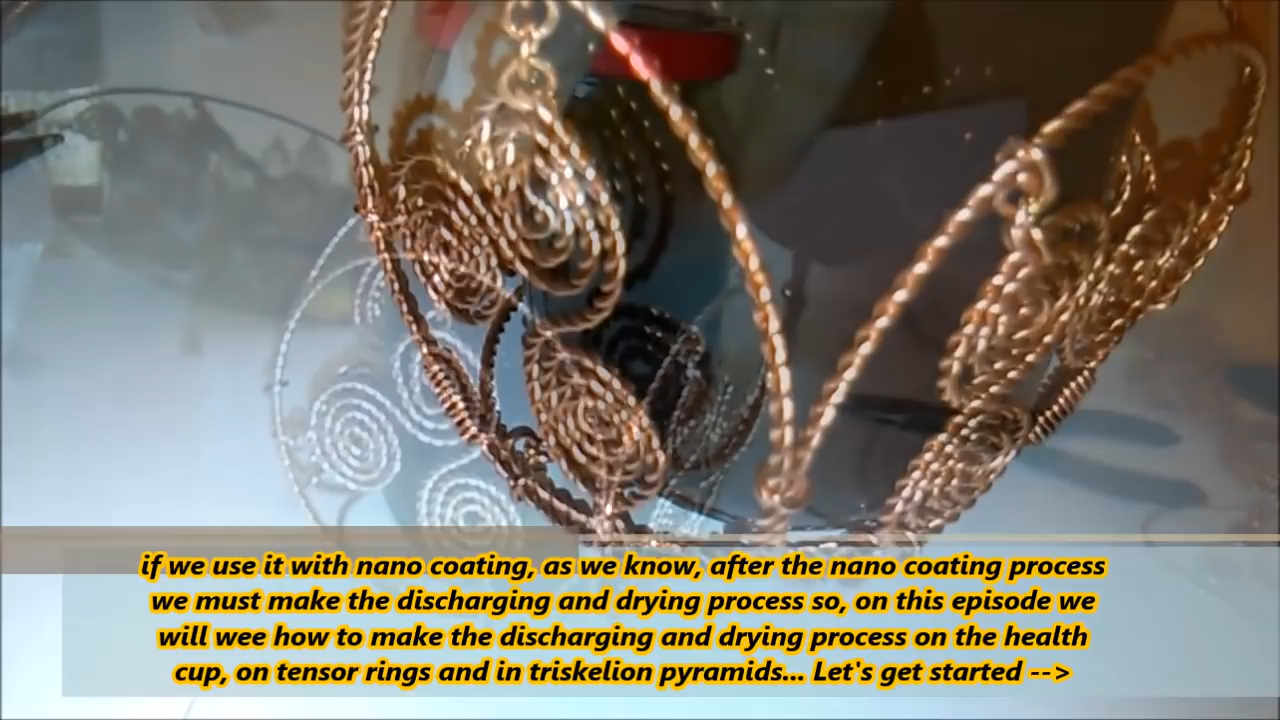 if we use it with nano coating, as we know, after the nano coating process
we must make the discharging and drying process so, on this episode we
will wee how to make the discharging and drying process on the health
cup, on tensor rings and in triskelion pyramids... Let's get started -->